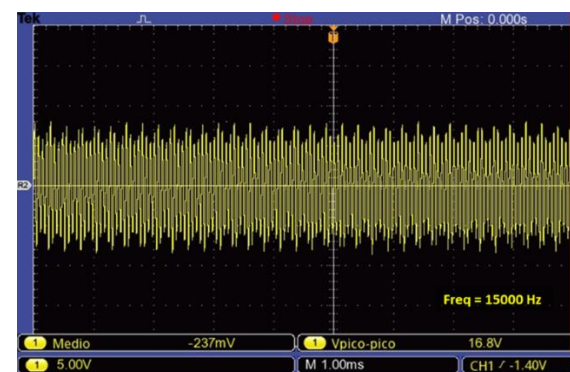 Tek Stop M Pos: 0.000s
T
R2
Freq = 15000 Hz
1 Medio -237mV 1 Vpico-pico 16.8V
1 5.00V M 1.00ms CH1 / -1.40V